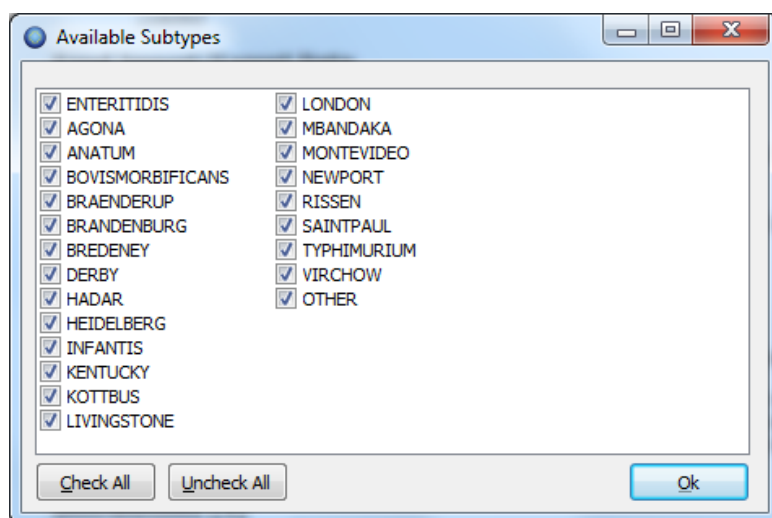 Available Subtypes
ENTERITIDIS
AGONA
ANATUM
BOVISMORBIFICANS
BRAENDERUP
BRANDENBURG
BREDENEY
DERBY
HADAR
HEIDELBERG
INFANTIS
KENTUCKY
KOTTBUS
LIVINGSTONE
LONDON
MBANDAKA
MONTEVIDEO
NEWPORT
RISSEN
SAINTPAUL
TYPHIMURIUM
VIRCHOW
OTHER
Check All
Uncheck All
Ok